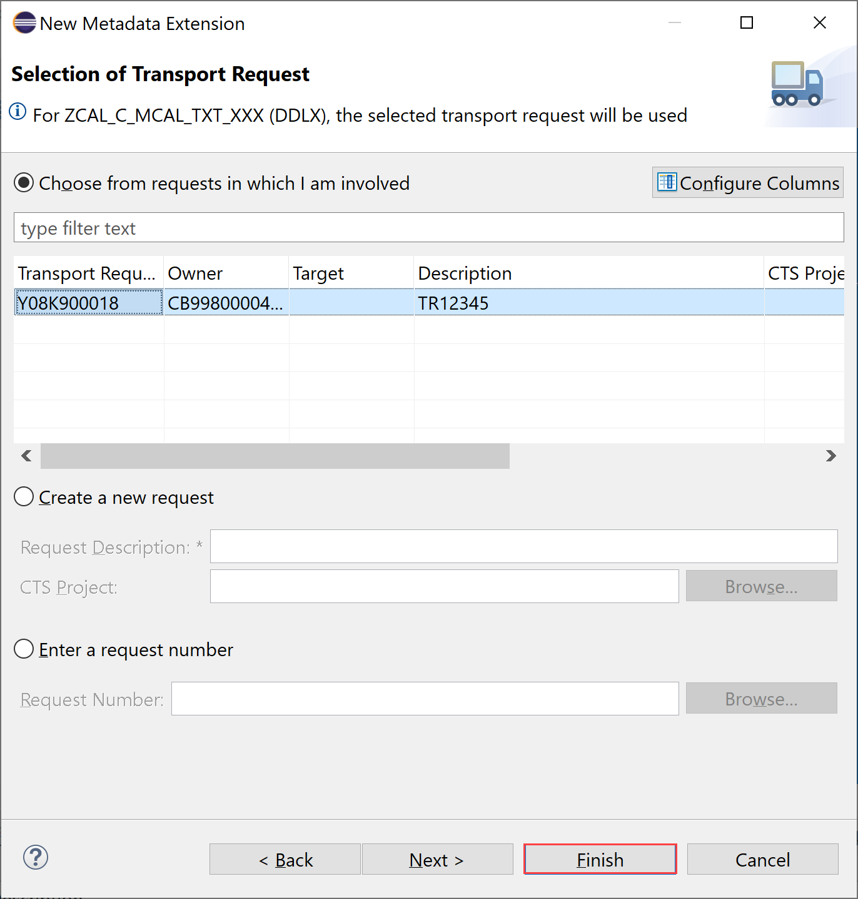 New Metadata Extension
Selection of Transport Request
For ZCAL_C_MCAL_TXT_XXX (DDLX), the selected transport request will be used
Choose from requests in which I am involved
Configure Columns
type filter text
Transport Requ... Owner Target Description CTS Proje
Y08K900018 CB99800004... TR12345
Create a new request
Request Description: *
CTS Project: Browse...
Enter a request number
Request Number: Browse...
? < Back Next > Finish Cancel